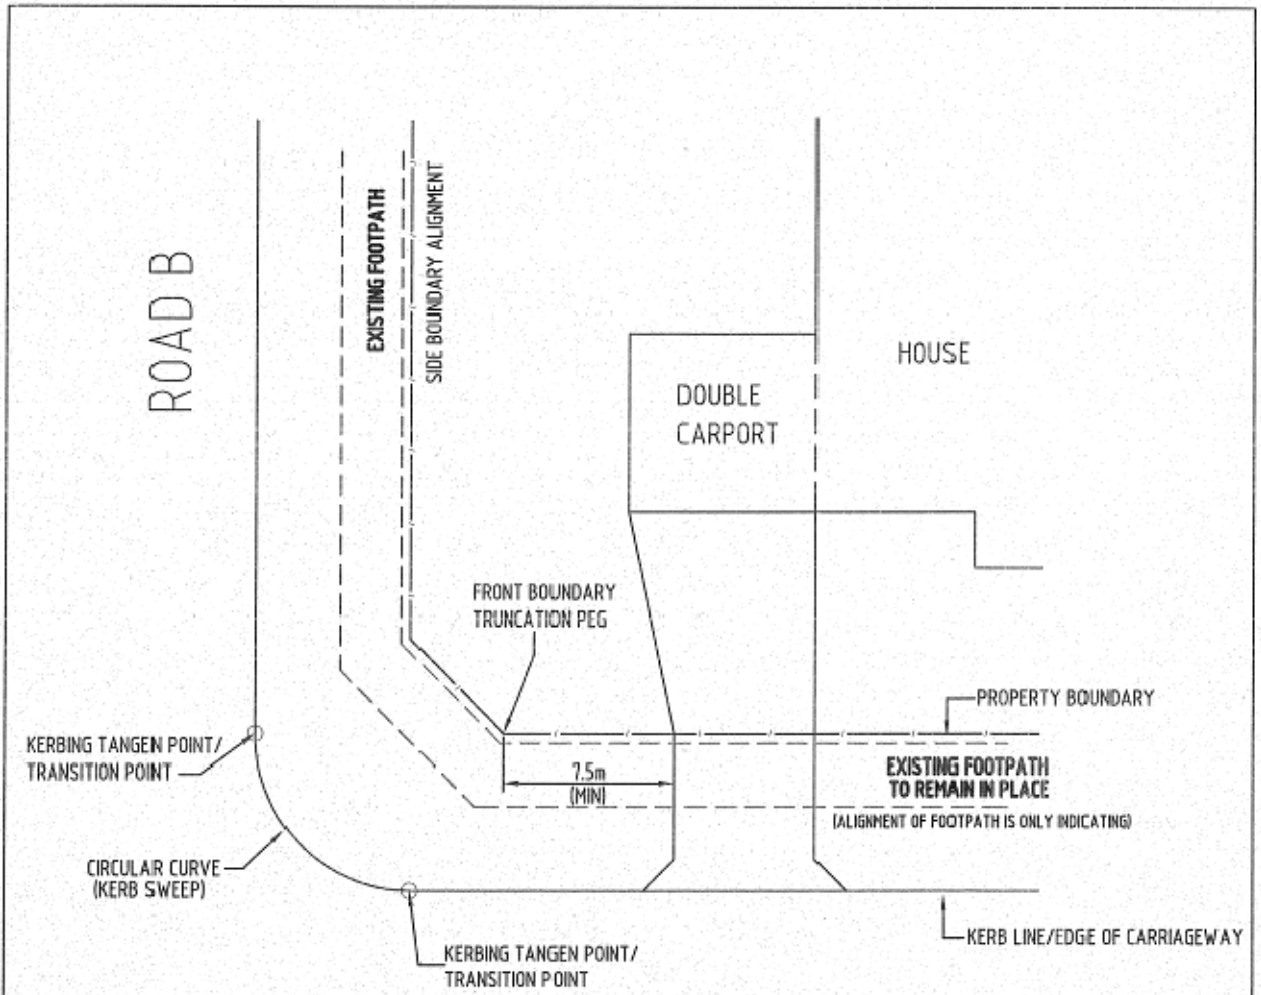 ROAD B
EXISTING FOOTPATH
SIDE BOUNDARY ALIGNMENT
HOUSE
DOUBLE
CARPORT
FRONT BOUNDARY
TRUNCATION PEG
PROPERTY BOUNDARY
KERBING TANGEN POINT/
TRANSITION POINT
7.5m
(MIN)
EXISTING FOOTPATH
TO REMAIN IN PLACE
(ALIGNMENT OF FOOTPATH IS ONLY INDICATING)
CIRCULAIR CURVE
(KERB SWEEP)
KERB LINE/EDGE OF CARRIAGEWAY
KERBING TANGEN POINT/
TRANSITION POINT